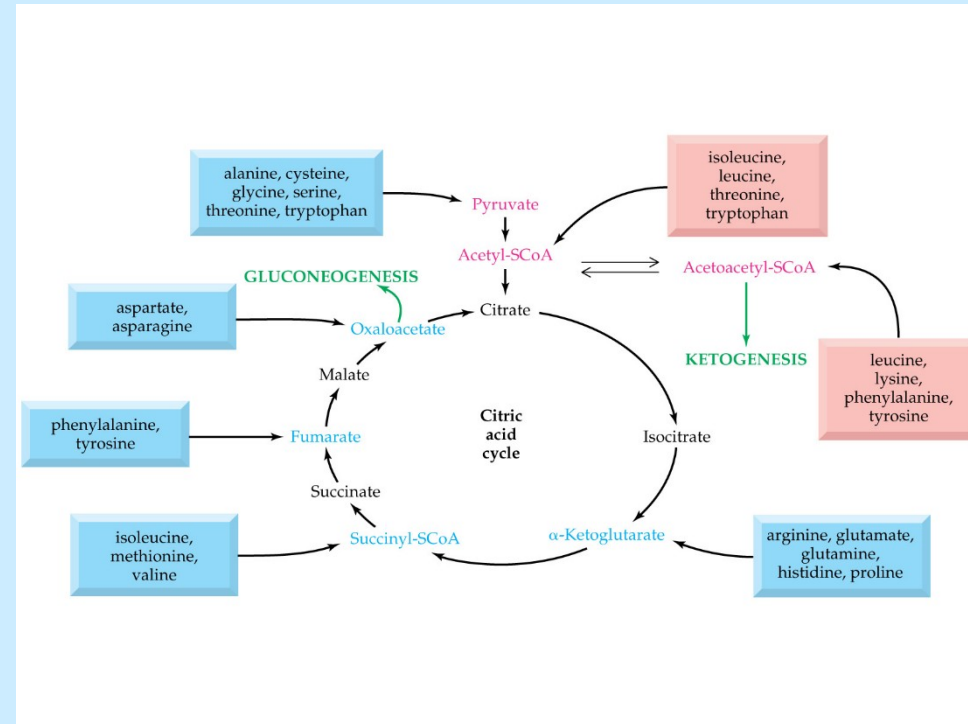 alanine, cysteine,
glycine, serine,
threonine, tryptophan
isoleucine,
leucine,
threonine,
tryptophan
Pyruvate
Acetyl-SCoA
Acetoacetyl-SCoA
GLUCONEOGENESIS
aspartate,
asparagine
Oxaloacetate
Citrate
KETOGENESIS
leucine,
lysine,
phenylalanine,
tyrosine
Malate
phenylalanine,
tyrosine
Fumarate
Citric
acid
cycle
Isocitrate
Succinate
isoleucine,
methionine,
valine
Succinyl-SCoA
α-Ketoglutarate
arginine, glutamate,
glutamine,
histidine, proline